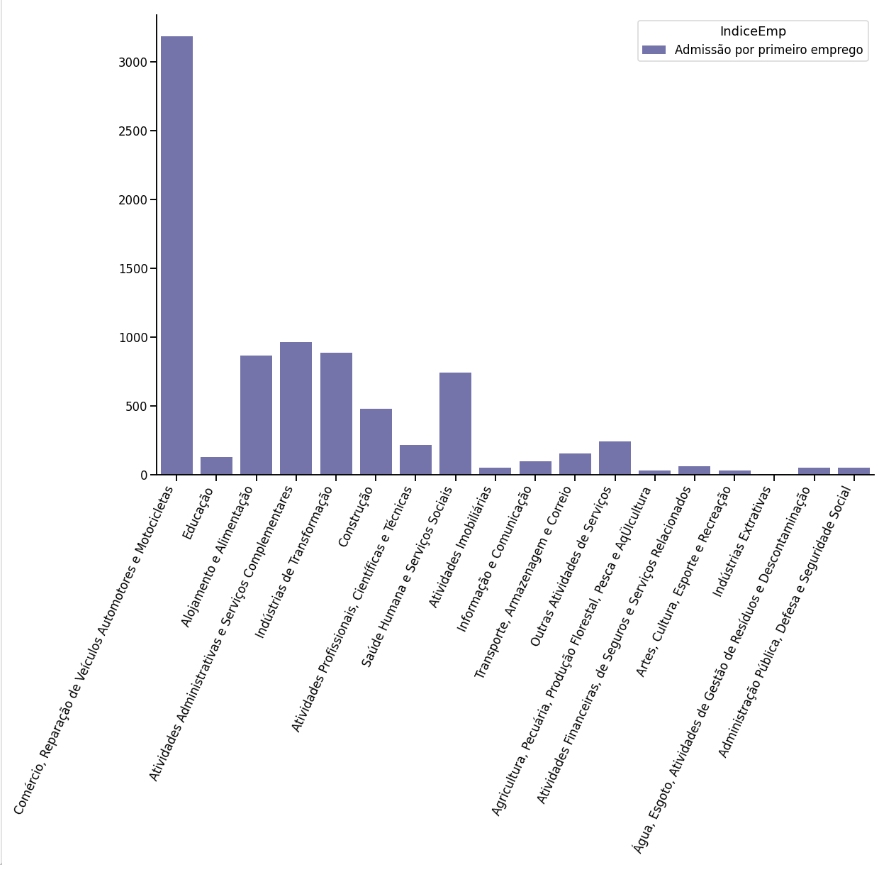 IndiceEmp
Admissão por primeiro emprego
3000
2500
2000
1500
1000
500
0
Comércio, Reparação de Veículos Automotores e Motocicletas
Educação
Alojamento e Alimentação
Atividades Administrativas e Serviços Complementares
Indústrias de Transformação
Construção
Atividades Profissionais, Científicas e Técnicas
Saúde Humana e Serviços Sociais
Atividades Imobiliárias
Informação e Comunicação
Transporte, Armazenagem e Correio
Outras Atividades de Serviços
Agricultura, Pecuária, Produção Florestal, Pesca e AqÜIcultura
Atividades Financeiras, de Seguros e Serviços Relacionados
Artes, Cultura, Esporte e Recreação
Indústrias Extrativas
Água, Esgoto, Atividades de Gestão de Resíduos e Descontaminação
Administração Pública, Defesa e Seguridade Social